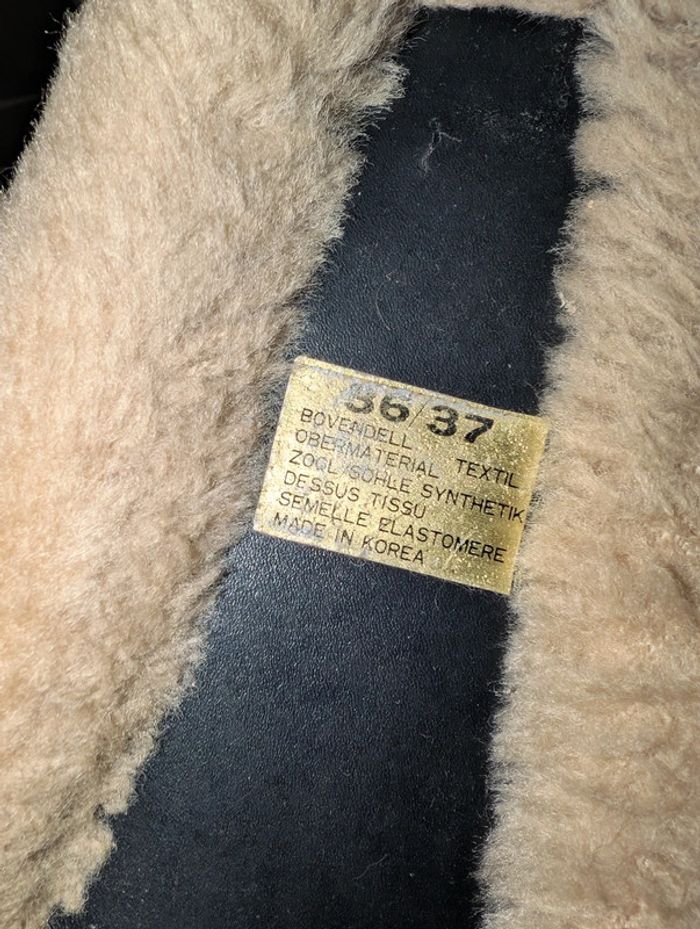 36/37
BOVENDELL
OBERMATERIAL TEXTIL
ZOOL/SOHLE SYNTHETIK
DESSUS TISSU
SEMELLE ELASTOMERE
MADE IN KOREA